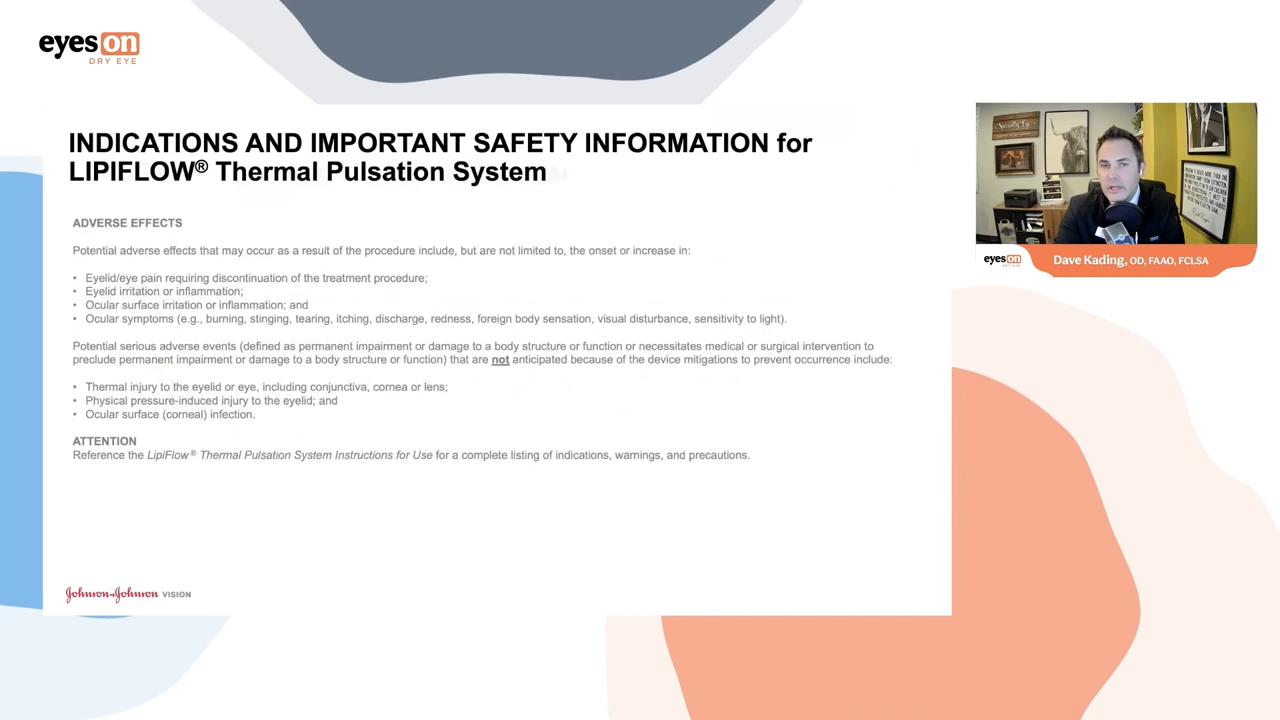 eyes on
DRY EYE
INDICATIONS AND IMPORTANT SAFETY INFORMATION for
LIPIFLOW® Thermal Pulsation System
ADVERSE EFFECTS
Potential adverse effects that may occur as a result of the procedure include, but are not limited to, the onset or increase in:
• Eyelid/eye pain requiring discontinuation of the treatment procedure;
• Eyelid irritation or inflammation;
• Ocular surface irritation or inflammation; and
• Ocular symptoms (e.g., burning, stinging, tearing, itching, discharge, redness, foreign body sensation, visual disturbance, sensitivity to light).
Potential serious adverse events (defined as permanent impairment or damage to a body structure or function or necessitates medical or surgical intervention to
preclude permanent impairment or damage to a body structure or function) that are not anticipated because of the device mitigations to prevent occurrence include:
• Thermal injury to the eyelid or eye, including conjunctiva, cornea or lens;
• Physical pressure-induced injury to the eyelid; and
• Ocular surface (corneal) infection.
ATTENTION
Reference the LipiFlow® Thermal Pulsation System Instructions for Use for a complete listing of indications, warnings, and precautions.
Johnson+Johnson VISION
eyes on
DRY EYE
Dave Kading, OD, FAAO, FCLSA